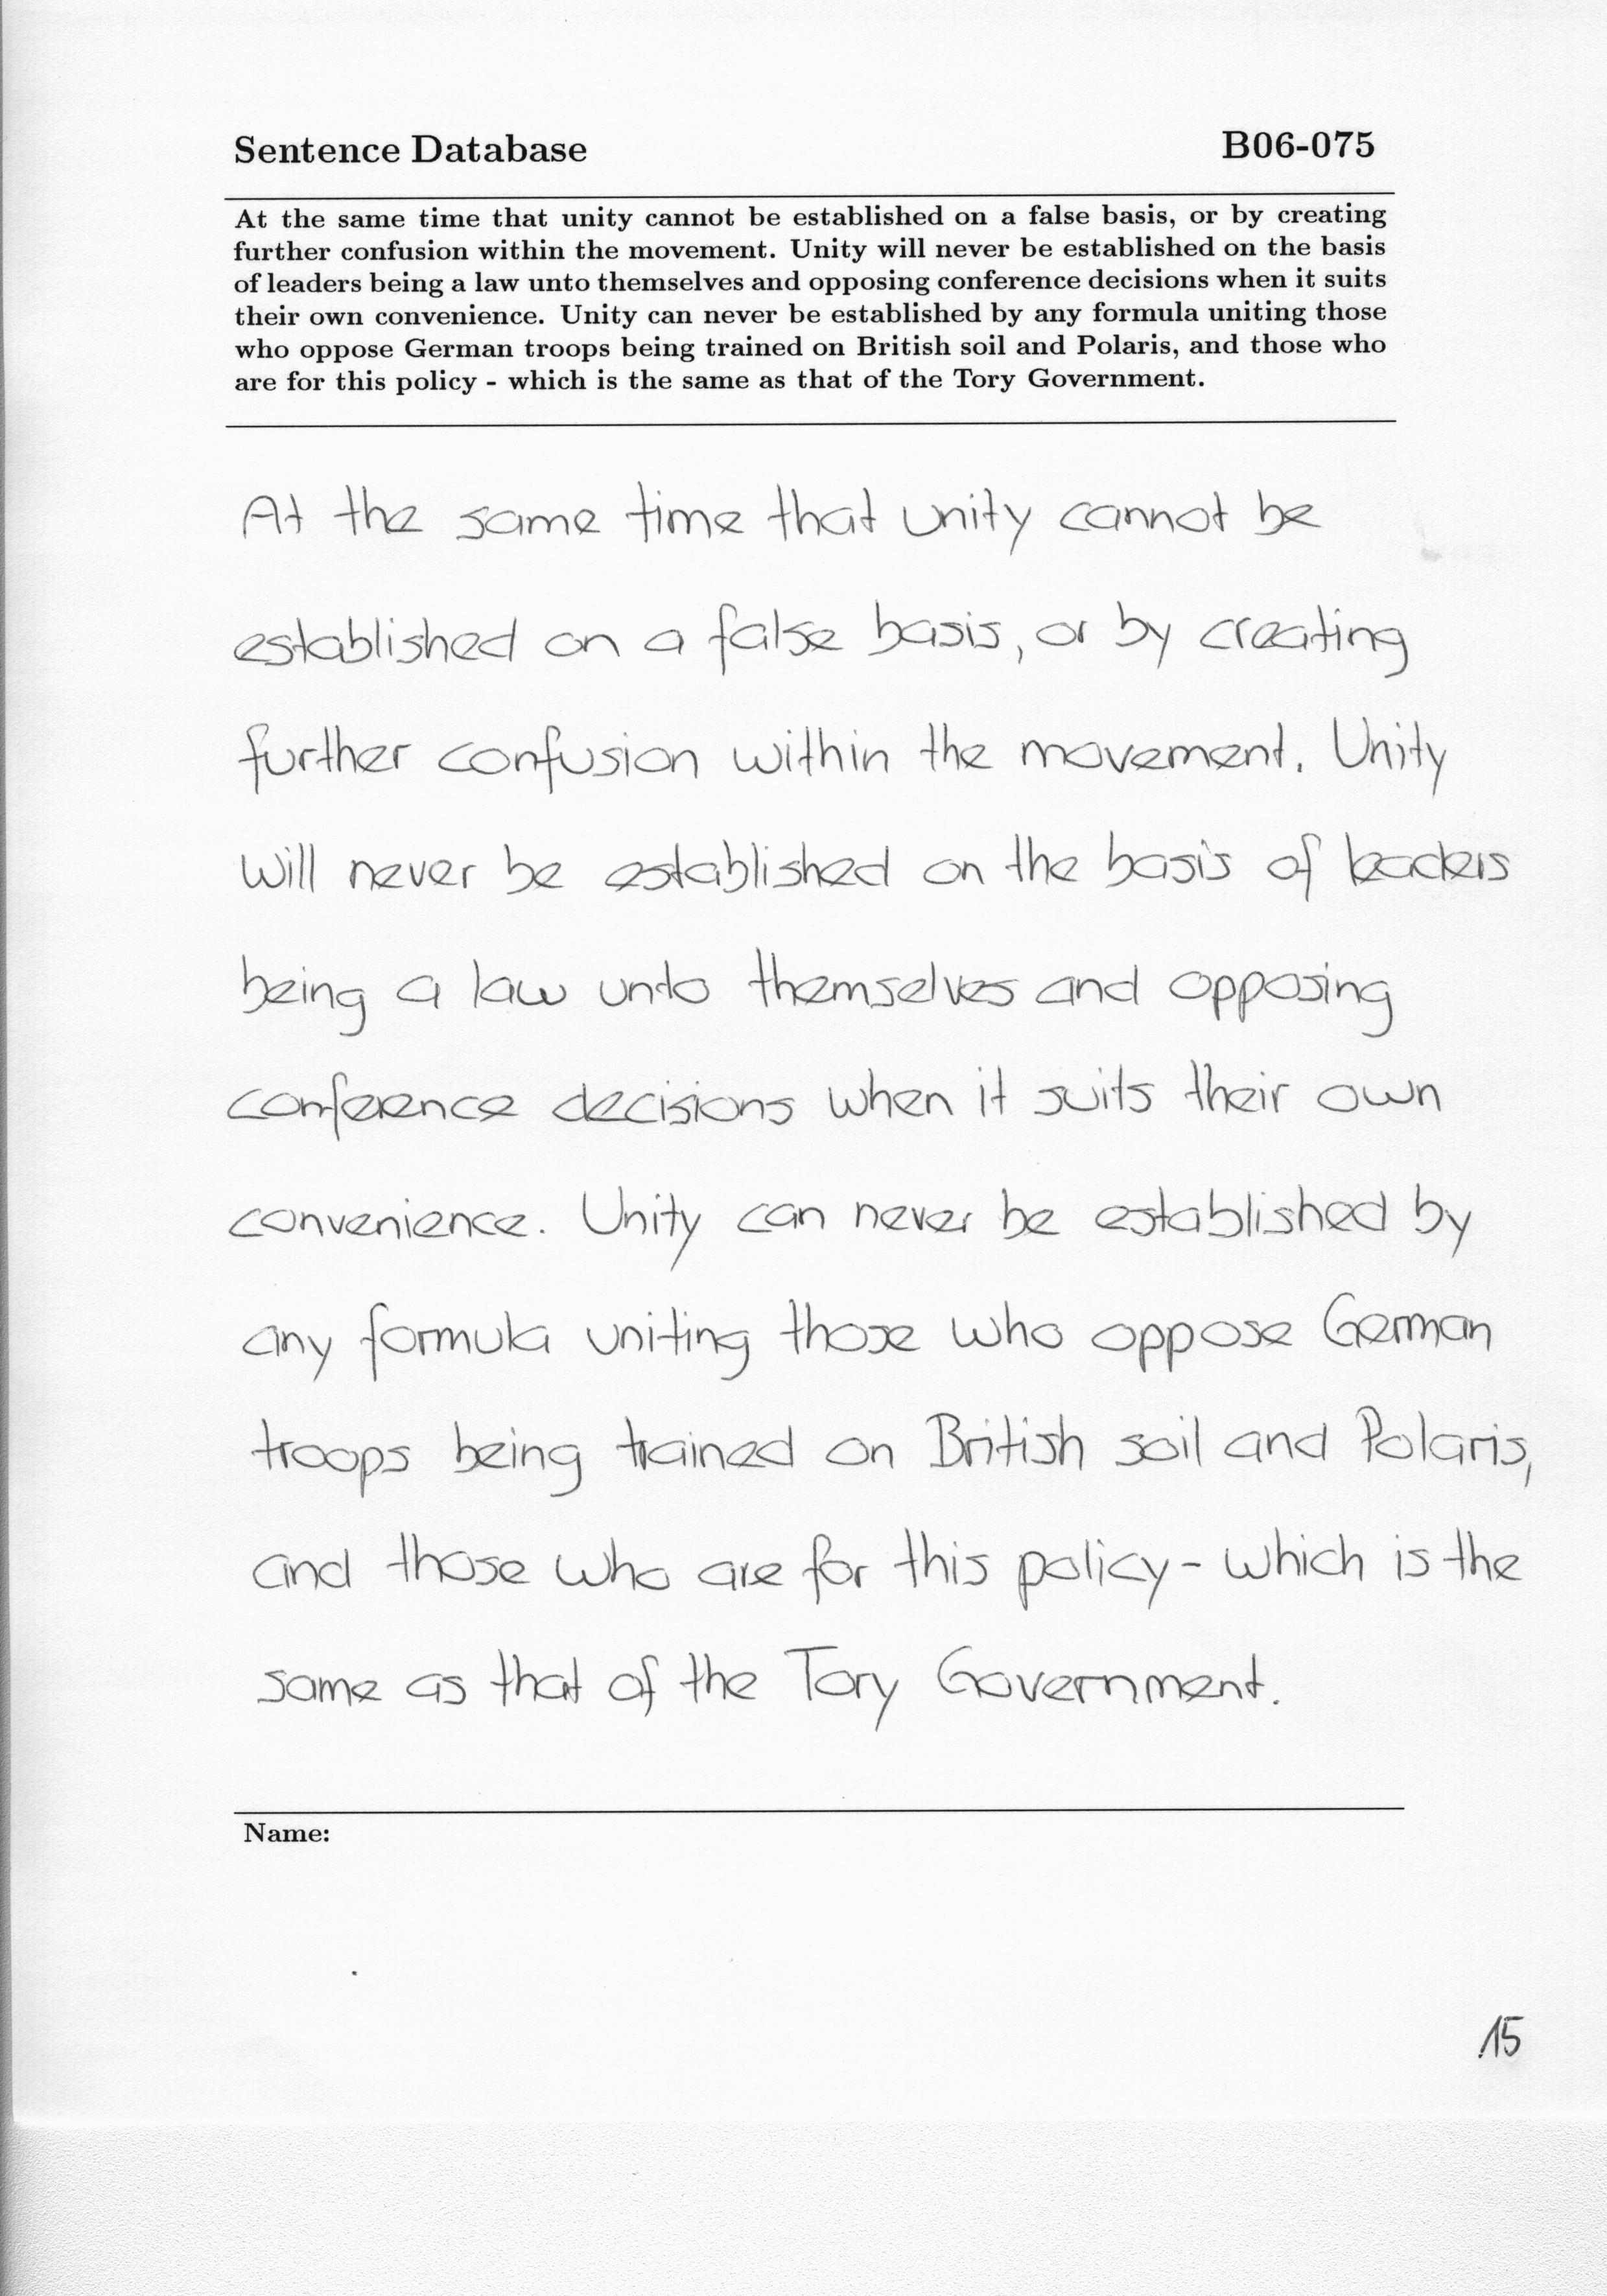 Sentence Database B06-075
At the same time that unity cannot be established on a false basis, or by creating
further confusion within the movement. Unity will never be established on the basis
of leaders being a law unto themselves and opposing conference decisions when it suits
their own convenience. Unity can never be established by any formula uniting those
who oppose German troops being trained on British soil and Polaris, and those who
are for this policy - which is the same as that of the Tory Government.
At the same time that unity cannot be
established on a false basis, or by creating
further confusion within the movement. Unity
will never be established on the basis of leaders
being a law unto themselves and opposing
conference decisions when it suits their own
convenience. Unity can never be established by
any formula uniting those who oppose German
troops being trained on British soil and Polaris,
and those who are for this policy - which is the
same as that of the Tory Government.
Name:
15